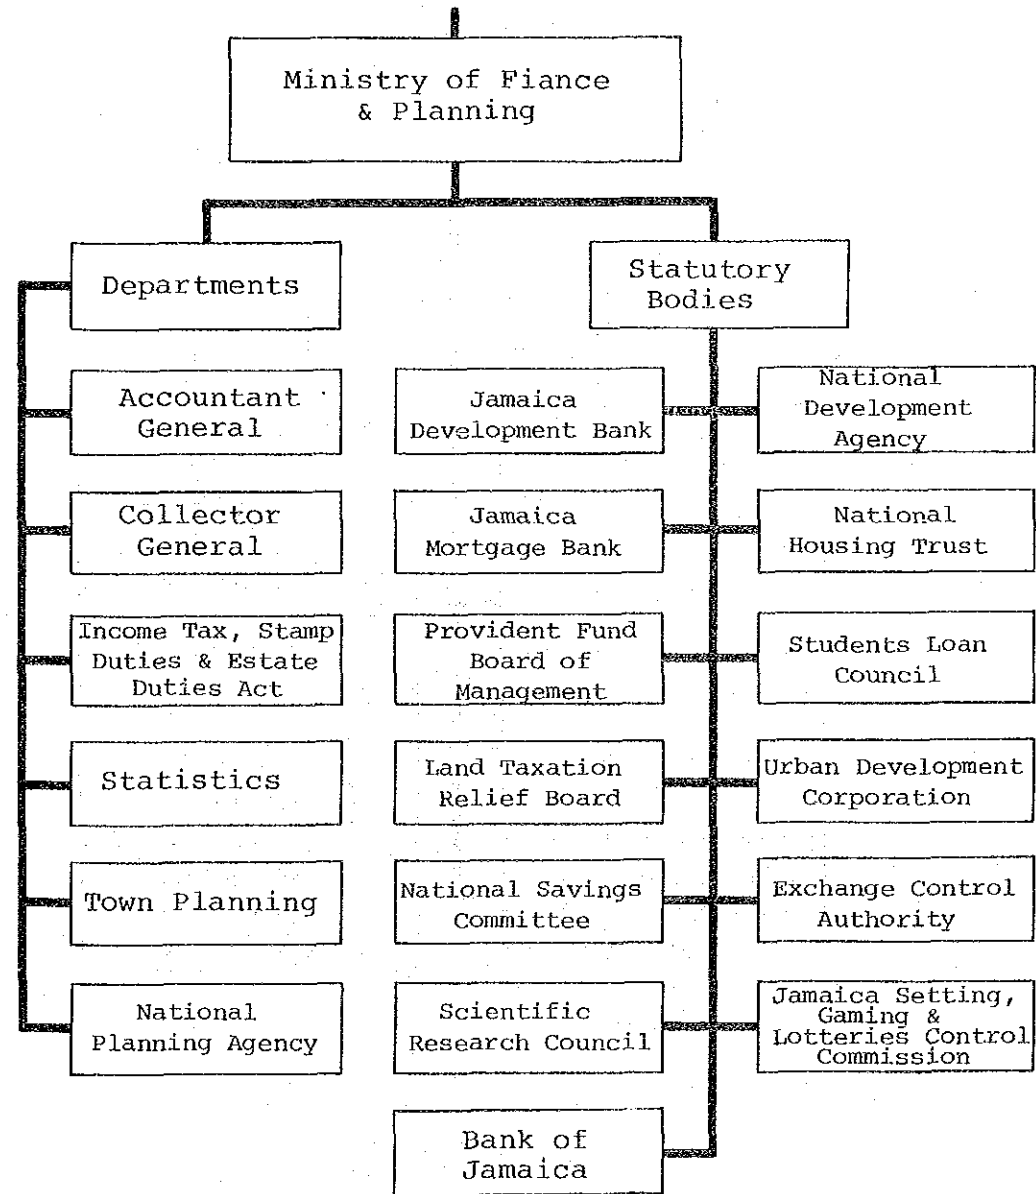 Ministry of Fiance
& Planning
Departments
Statutory
Bodies
Accountant
General
Collector
General
Income Tax, Stamp
Duties & Estate
Duties Act
Statistics
Town Planning
National
Planning Agency
Jamaica
Development Bank
Jamaica
Mortgage Bank
Provident Fund
Board of
Management
Land Taxation
Relief Board
National Savings
Committee
Scientific
Research Council
Bank of
Jamaica
National
Development
Agency
National
Housing Trust
Students Loan
Council
Urban Development
Corporation
Exchange Control
Authority
Jamaica Setting,
Gaming &
Lotteries Control
Commission